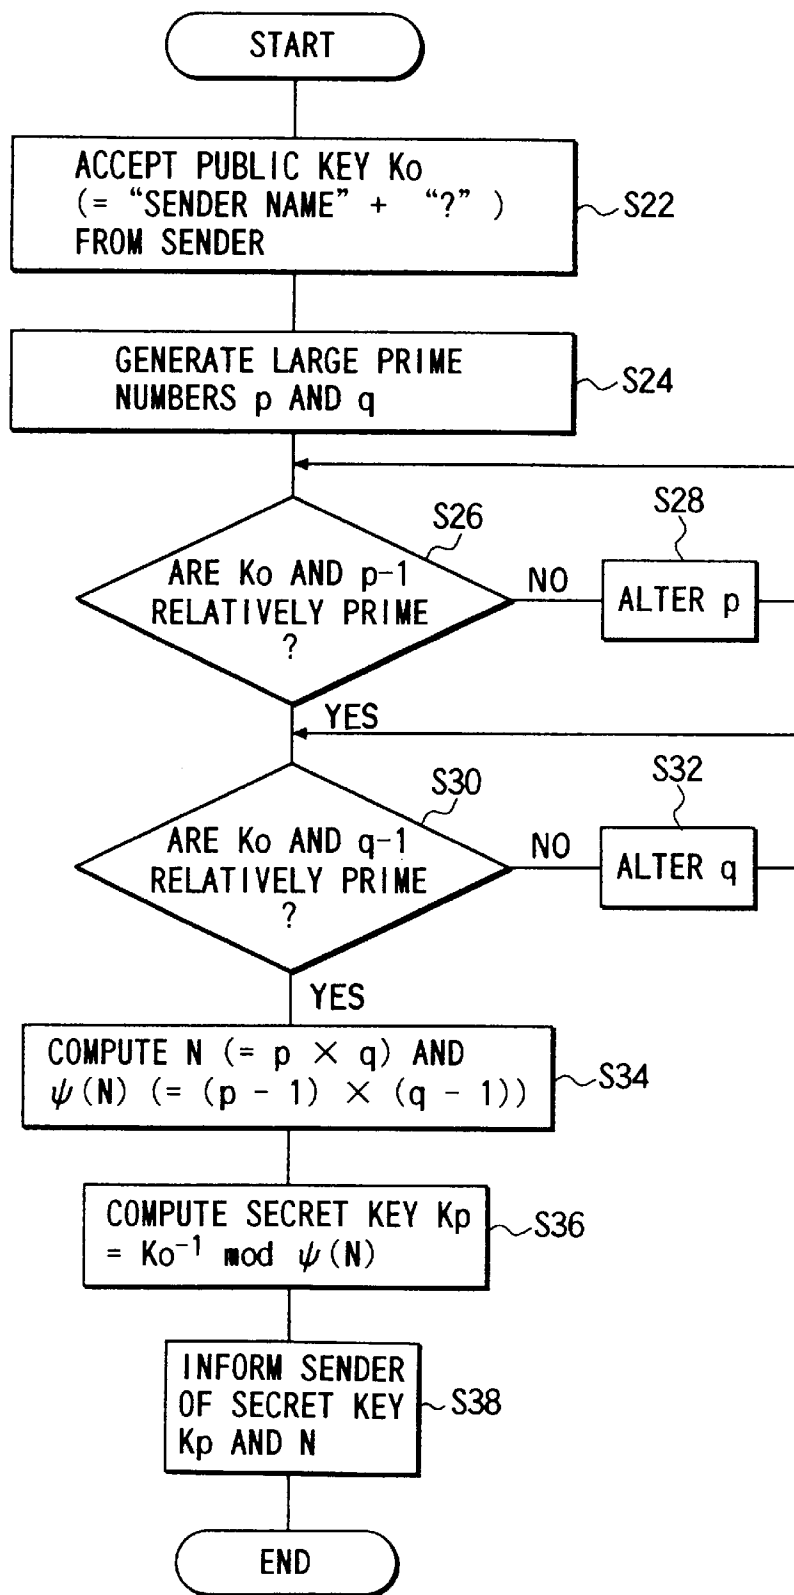 START
ACCEPT PUBLIC KEY Ko
(= “SENDER NAME” + “?” )
FROM SENDER
S22
GENERATE LARGE PRIME
NUMBERS p AND q
S24
S26
S28
ARE Ko AND p-1
RELATIVELY PRIME
?
NO
ALTER p
YES
S30
S32
ARE Ko AND q-1
RELATIVELY PRIME
?
NO
ALTER q
YES
COMPUTE N (= p × q) AND
ψ(N) (= (p - 1) × (q - 1))
S34
COMPUTE SECRET KEY Kp
= Ko⁻¹ mod ψ(N)
S36
INFORM SENDER
OF SECRET KEY
Kp AND N
S38
END